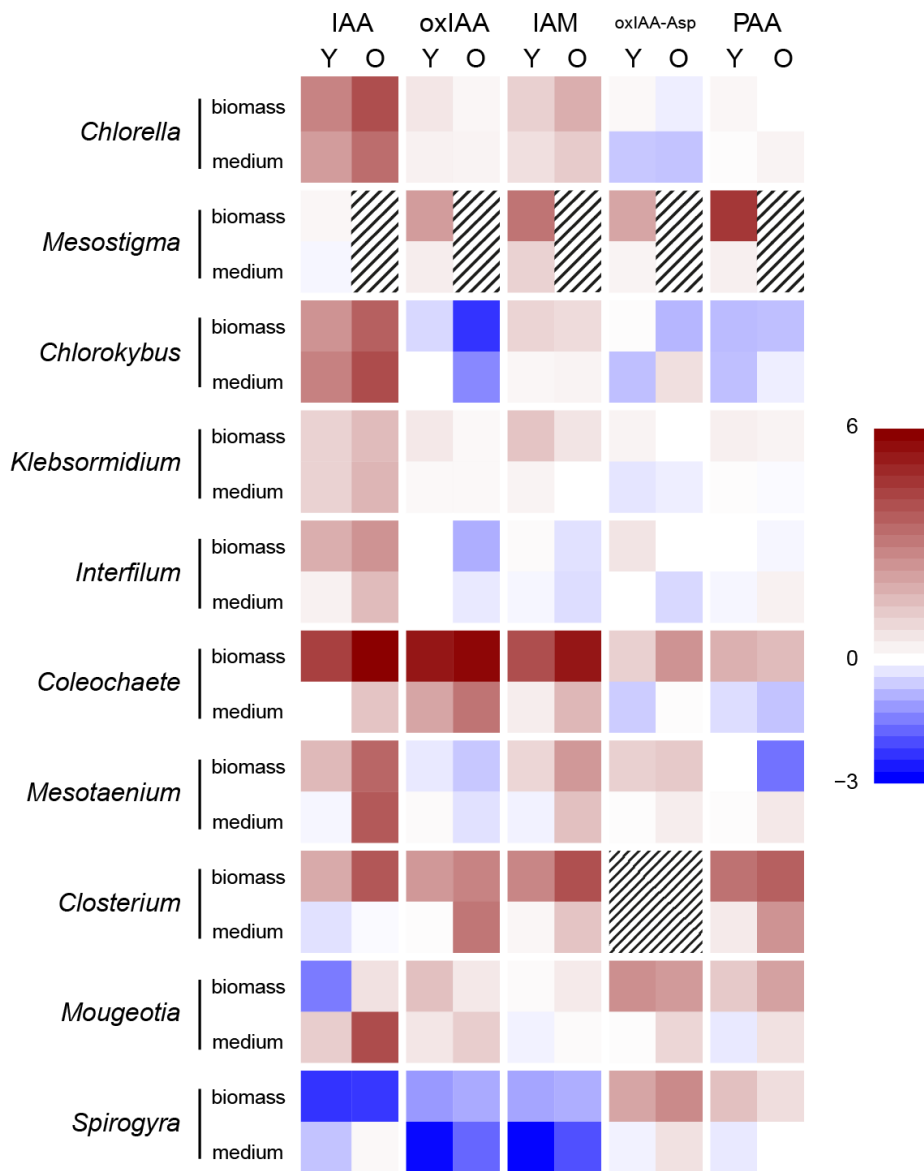 IAA oxIAA IAM oxIAA-Asp PAA
Y O Y O Y O Y O Y O
Chlorella
biomass
medium
Mesostigma
biomass
medium
Chlorokybus
biomass
medium
Klebsormidium
biomass
medium
Interfilum
biomass
medium
Coleochaete
biomass
medium
Mesotaenium
biomass
medium
Closterium
biomass
medium
Mougeotia
biomass
medium
Spirogyra
biomass
medium
6
0
−3